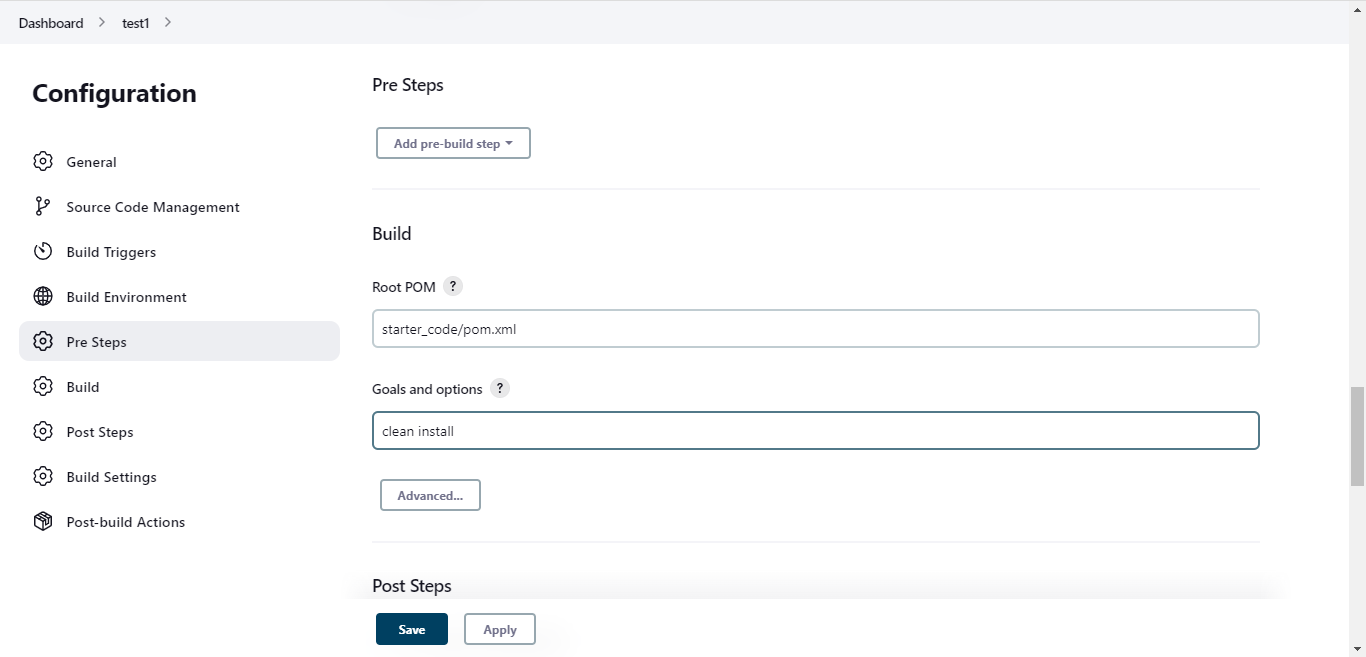 Dashboard > test1 >
Configuration
General
Source Code Management
Build Triggers
Build Environment
Pre Steps
Build
Post Steps
Build Settings
Post-build Actions
Pre Steps
Add pre-build step
Build
Root POM ?
starter_code/pom.xml
Goals and options ?
clean install
Advanced...
Post Steps
Save Apply